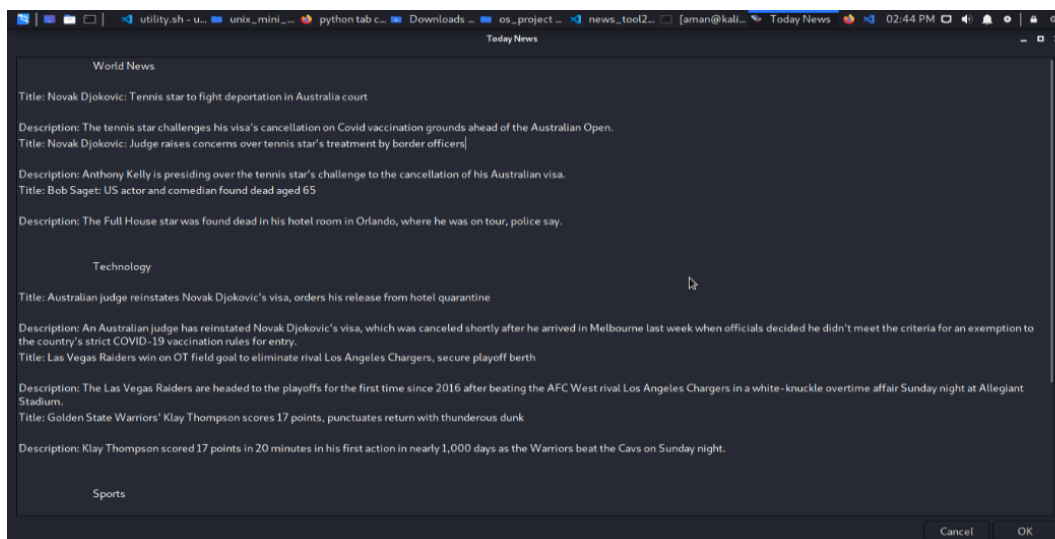 utility.sh - u... unix_mini_... python tab c... Downloads ... os_project ... news_tool2... [aman@kali... Today News 02:44 PM
Today News
World News
Title: Novak Djokovic: Tennis star to fight deportation in Australia court
Description: The tennis star challenges his visa's cancellation on Covid vaccination grounds ahead of the Australian Open.
Title: Novak Djokovic: Judge raises concerns over tennis star's treatment by border officers
Description: Anthony Kelly is presiding over the tennis star's challenge to the cancellation of his Australian visa.
Title: Bob Saget: US actor and comedian found dead aged 65
Description: The Full House star was found dead in his hotel room in Orlando, where he was on tour, police say.
Technology
Title: Australian judge reinstates Novak Djokovic's visa, orders his release from hotel quarantine
Description: An Australian judge has reinstated Novak Djokovic's visa, which was canceled shortly after he arrived in Melbourne last week when officials decided he didn't meet the criteria for an exemption to
the country's strict COVID-19 vaccination rules for entry.
Title: Las Vegas Raiders win on OT field goal to eliminate rival Los Angeles Chargers, secure playoff berth
Description: The Las Vegas Raiders are headed to the playoffs for the first time since 2016 after beating the AFC West rival Los Angeles Chargers in a white-knuckle overtime affair Sunday night at Allegiant
Stadium.
Title: Golden State Warriors' Klay Thompson scores 17 points, punctuates return with thunderous dunk
Description: Klay Thompson scored 17 points in 20 minutes in his first action in nearly 1,000 days as the Warriors beat the Cavs on Sunday night.
Sports
Cancel OK